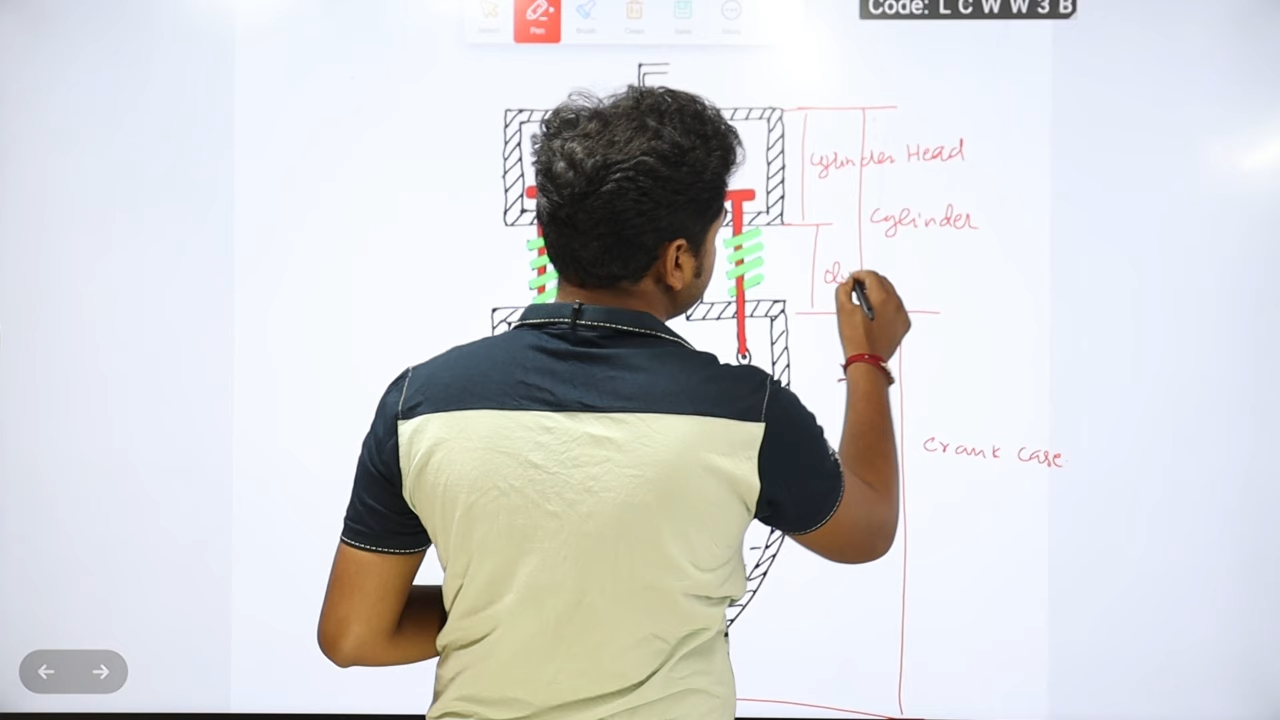 Code: L C W W 3 B
Pen
Cylinder Head
Cylinder
Crank Case